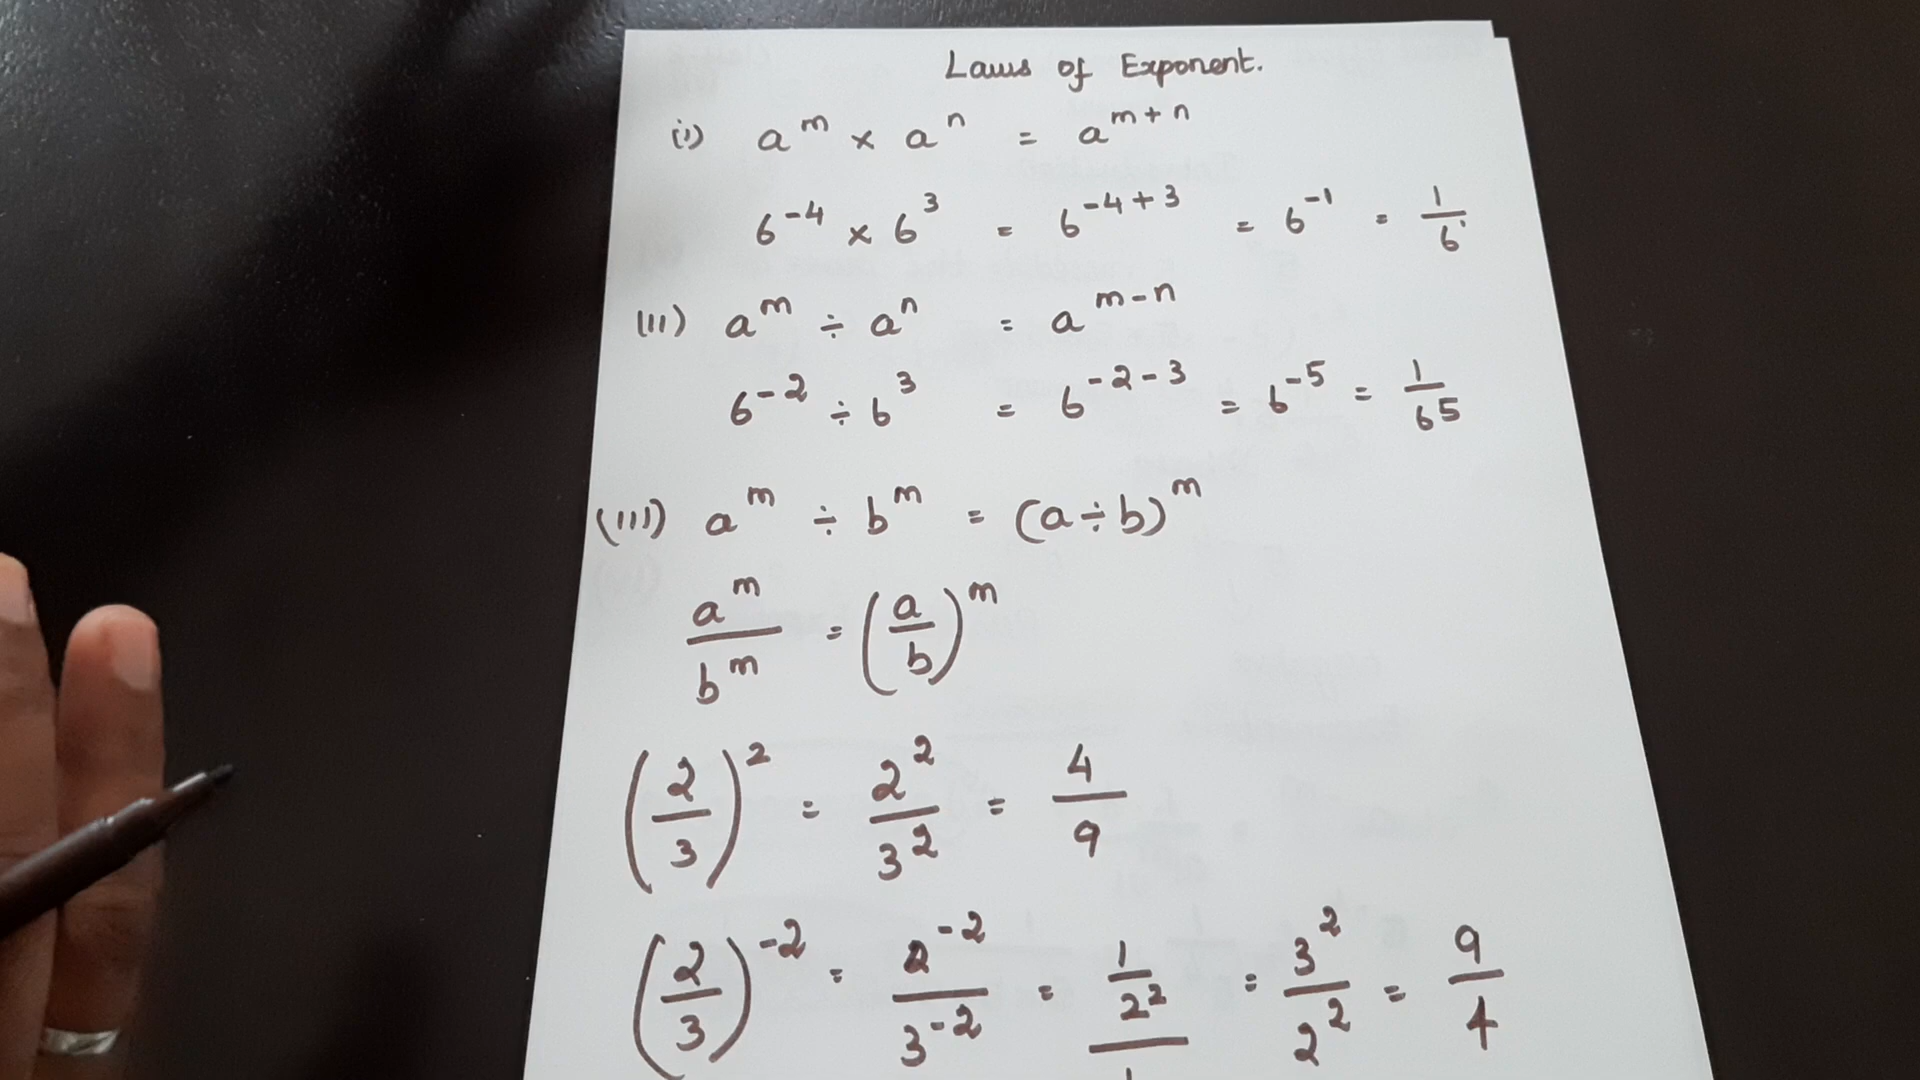 Laws of Exponent.
(i) a^m × a^n = a^(m+n)
6^-4 × 6^3 = 6^(-4+3) = 6^-1 = 1/6
(II) a^m ÷ a^n = a^(m-n)
6^-2 ÷ 6^3 = 6^(-2-3) = 6^-5 = 1/6^5
(III) a^m ÷ b^m = (a÷b)^m
a^m/b^m = (a/b)^m
(2/3)^2 = 2^2/3^2 = 4/9
(2/3)^-2 = 2^-2/3^-2 = 1/2^2 = 3^2/2^2 = 9/4